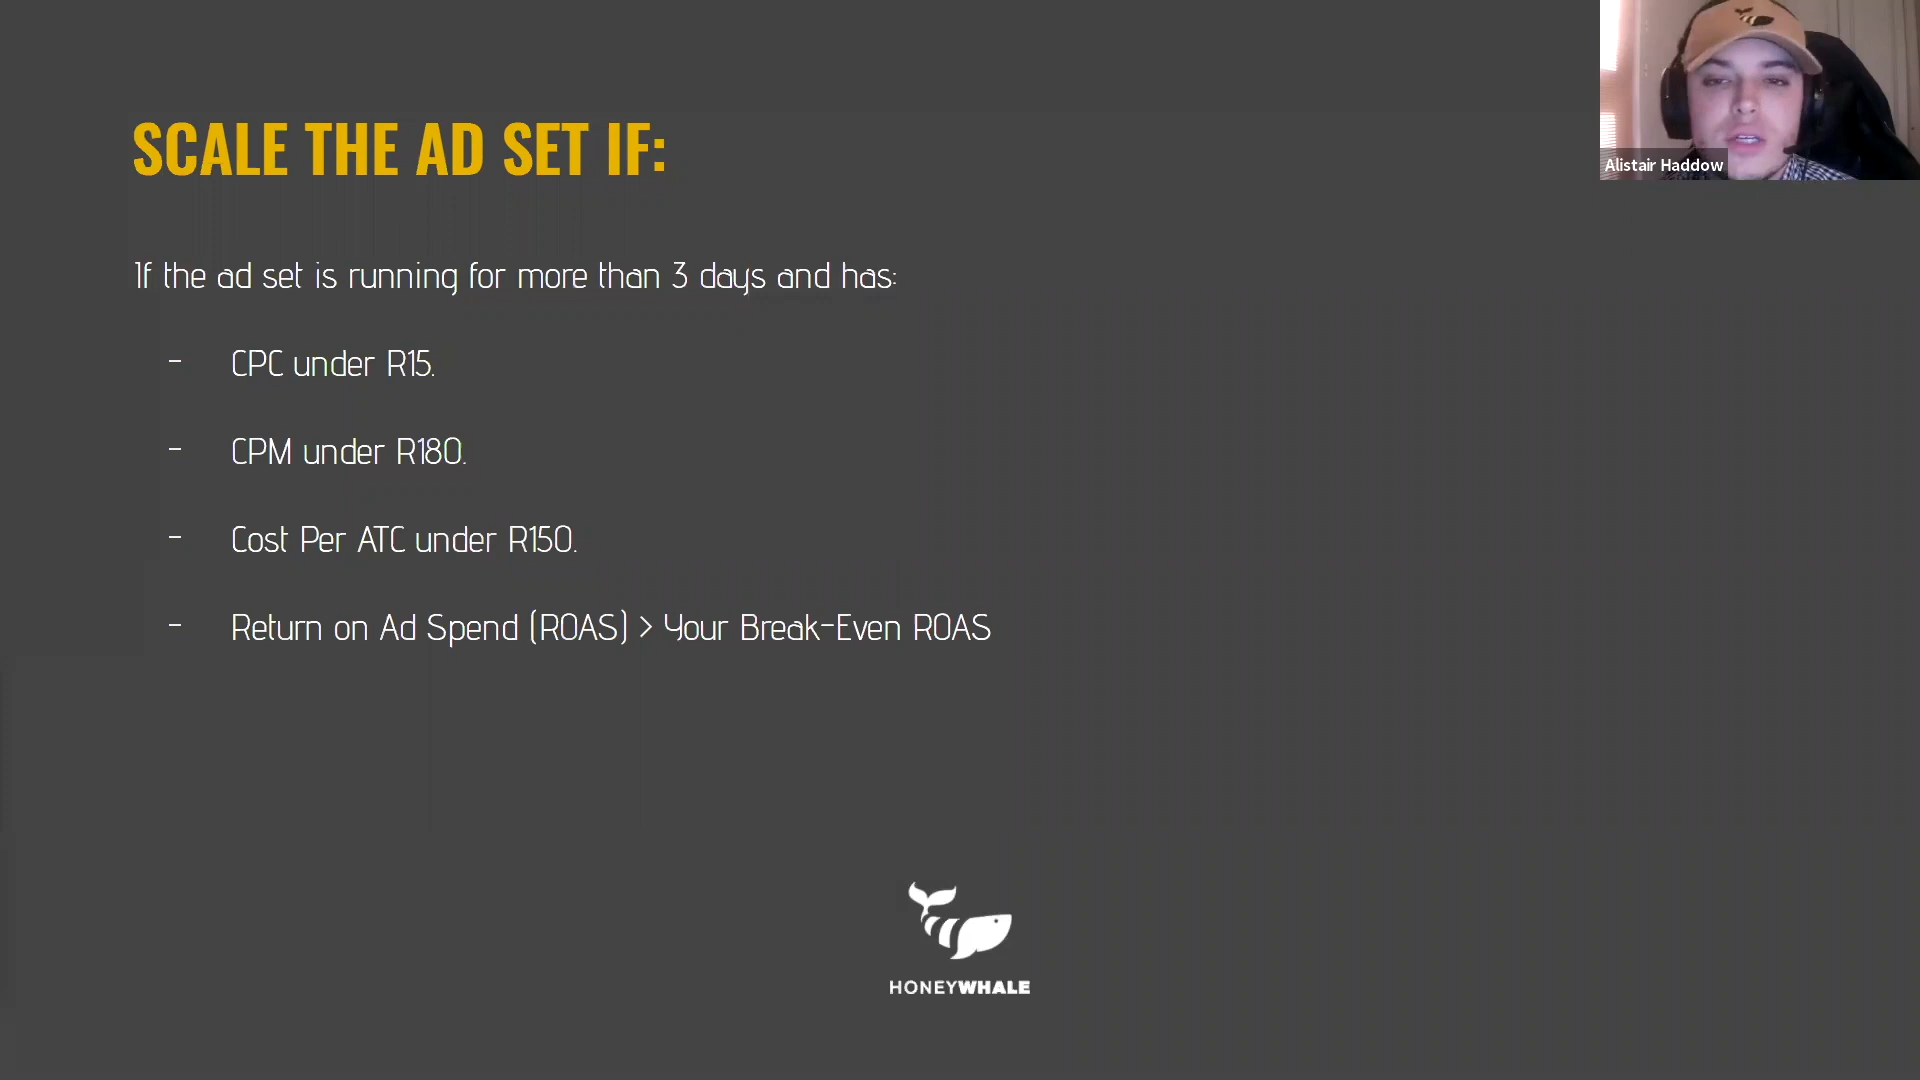 SCALE THE AD SET IF:
If the ad set is running for more than 3 days and has:
- CPC under R15.
- CPM under R180.
- Cost Per ATC under R150.
- Return on Ad Spend (ROAS) > Your Break-Even ROAS
Alistair Haddow
HONEYWHALE